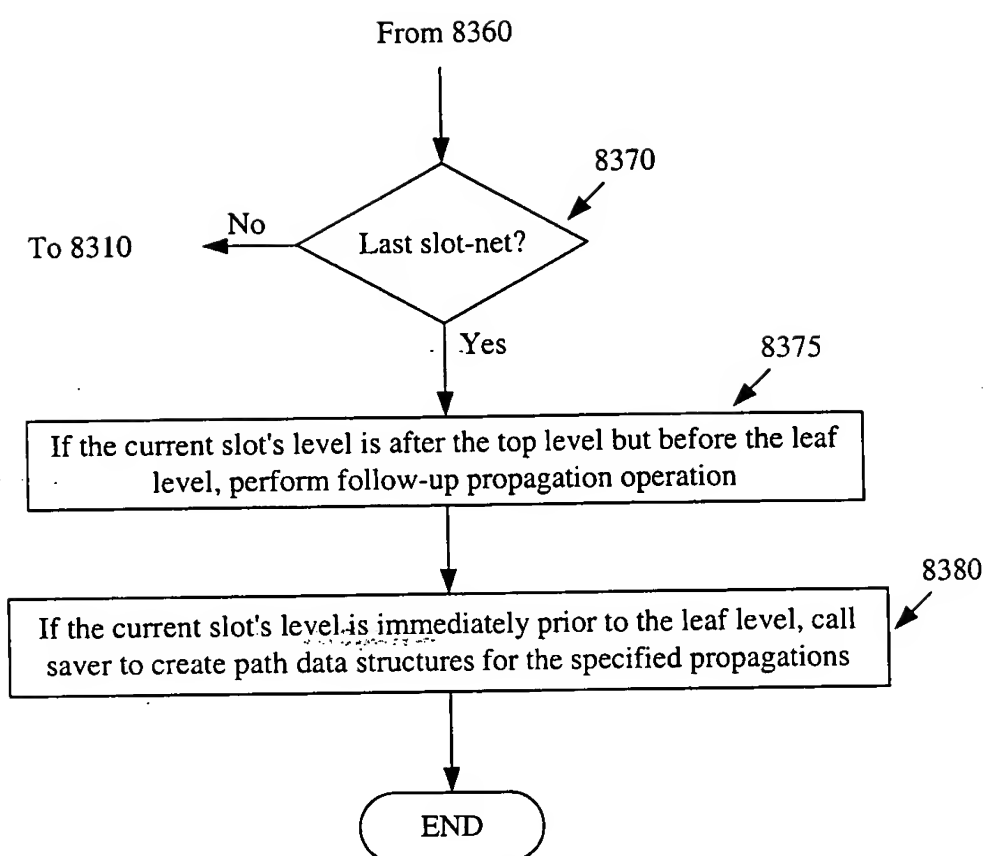 From 8360
8370
Last slot-net?
No
To 8310
Yes
8375
If the current slot's level is after the top level but before the leaf
level, perform follow-up propagation operation
8380
If the current slot's level is immediately prior to the leaf level, call
saver to create path data structures for the specified propagations
END